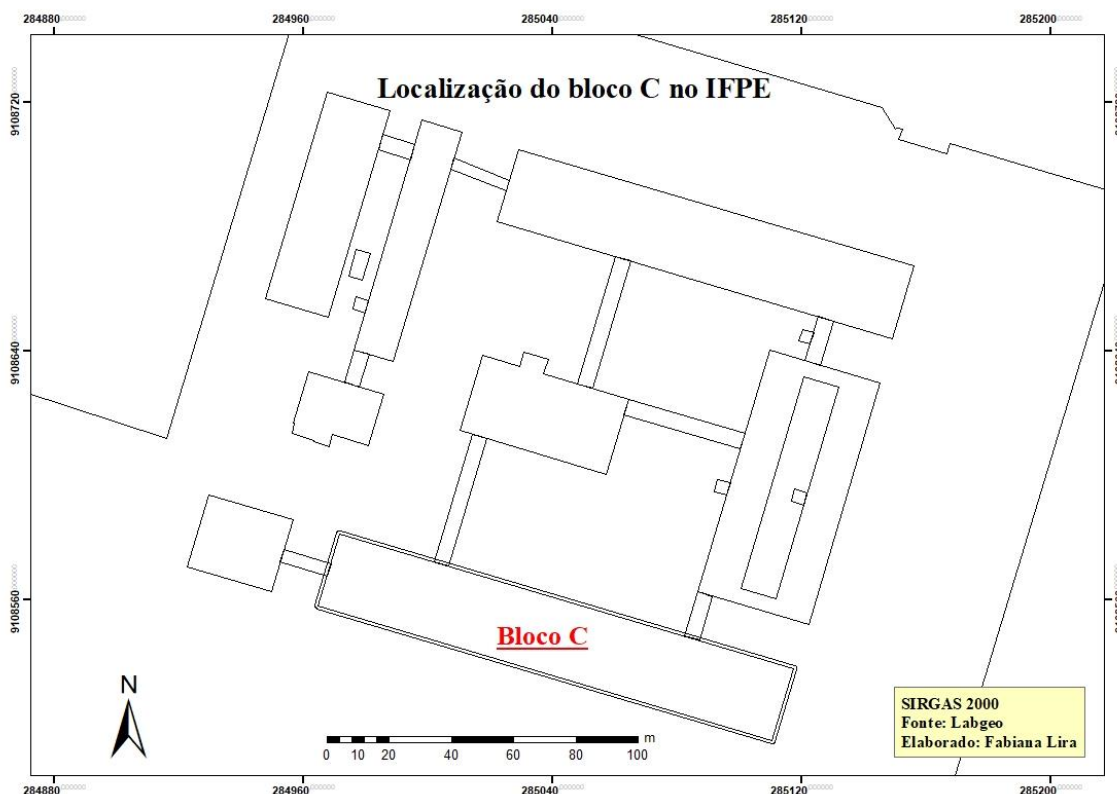 284880 284960 285040 285120 285200
Localização do bloco C no IFPE
9108720
9108640
9108560
Bloco C
N
m
0 10 20 40 60 80 100
SIRGAS 2000
Fonte: Labgeo
Elaborado: Fabiana Lira
284880 284960 285040 285120 285200